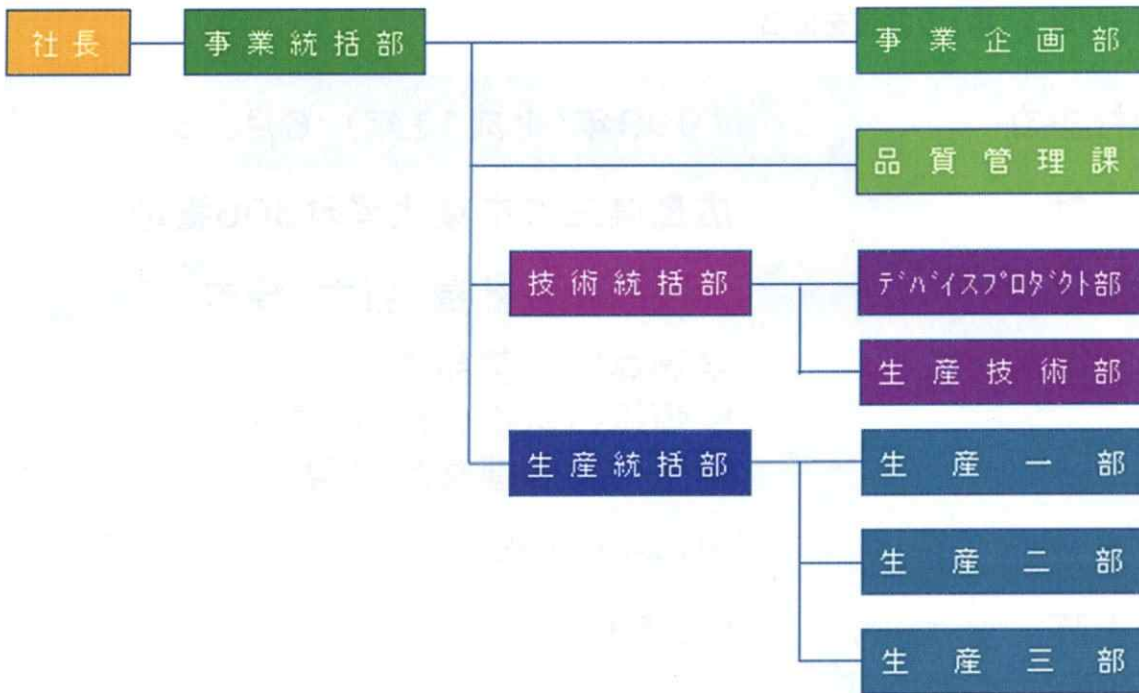 社長
事業統括部
事業企画部
品質管理課
技術統括部
ﾃﾞﾊﾞｲｽﾌﾟﾛﾀﾞｸﾄ部
生産技術部
生産統括部
生産一部
生産二部
生産三部